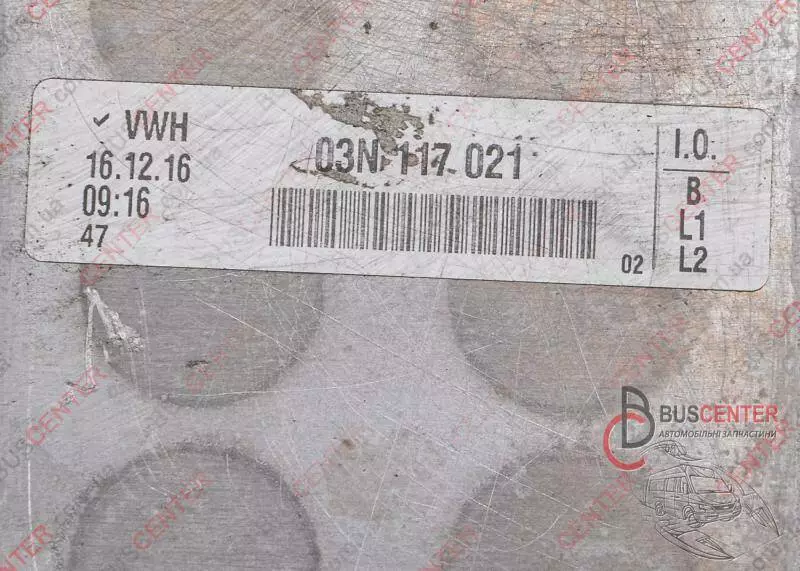 VWH
16.12.16
09:16
47
03N 117 021
02
I.O.
B
L1
L2
BUSCENTER
АВТОМОБІЛЬНІ ЗАПЧАСТИНИ